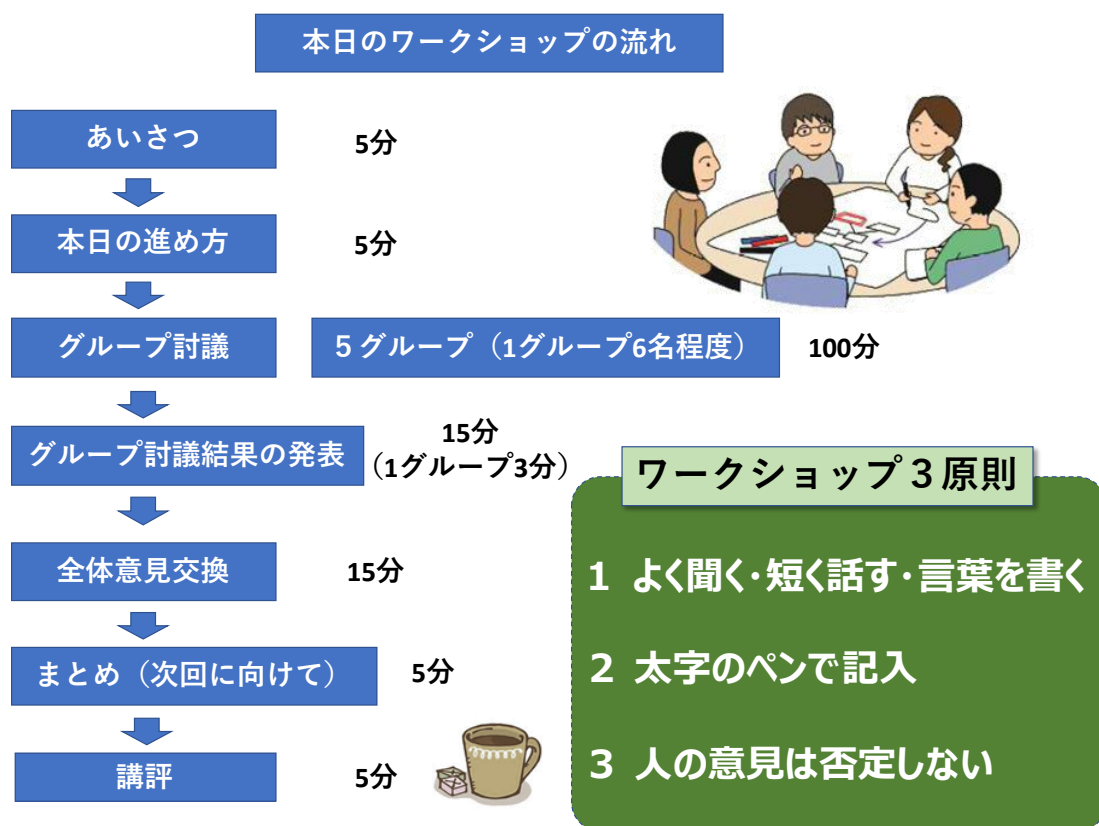 本日のワークショップの流れ
あいさつ 5分
本日の進め方 5分
グループ討議 5グループ（1グループ6名程度） 100分
グループ討議結果の発表 15分
（1グループ3分）
全体意見交換 15分
まとめ（次回に向けて） 5分
講評 5分
ワークショップ３原則
1 よく聞く・短く話す・言葉を書く
2 太字のペンで記入
3 人の意見は否定しない